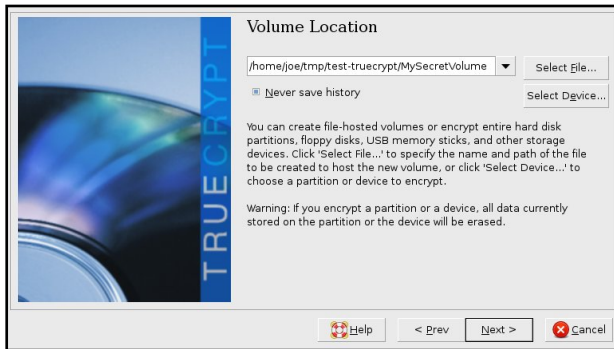 Volume Location
/home/joe/tmp/test-truecrypt/MySecretVolume
Select File...
Never save history
Select Device...
You can create file-hosted volumes or encrypt entire hard disk
partitions, floppy disks, USB memory sticks, and other storage
devices. Click 'Select File...' to specify the name and path of the file
to be created to host the new volume, or click 'Select Device...' to
choose a partition or device to encrypt.
Warning: If you encrypt a partition or a device, all data currently
stored on the partition or the device will be erased.
TRUECRYPT
Help
< Prev
Next >
Cancel